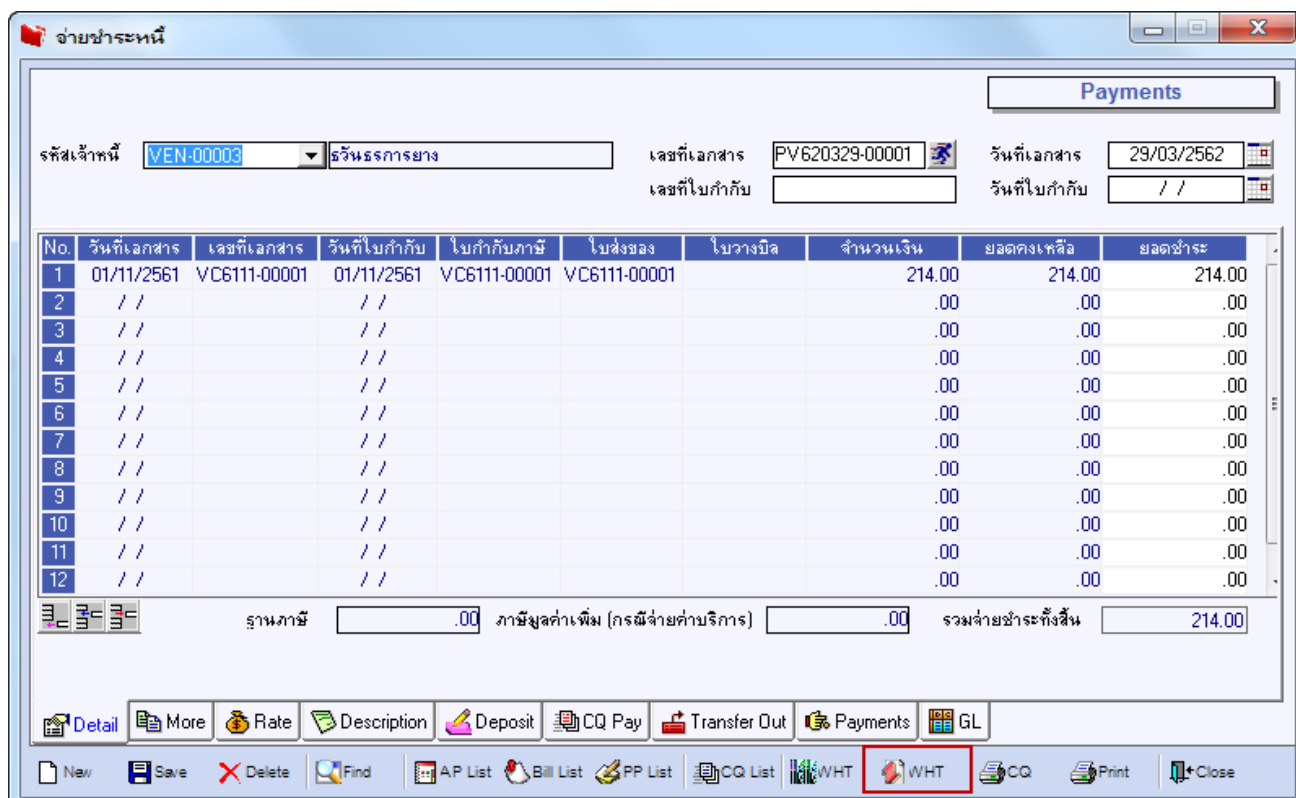 จ่ายชำระหนี้
Payments
รหัสเจ้าหนี้ VEN-00003 ธวันธรการยาง เลขที่เอกสาร PV620329-00001 วันที่เอกสาร 29/03/2562
เลขที่ใบกำกับ วันที่ใบกำกับ / /
No. วันที่เอกสาร เลขที่เอกสาร วันที่ใบกำกับ ใบกำกับภาษี ใบส่งของ ใบวางบิล จำนวนเงิน ยอดคงเหลือ ยอดชำระ
1 01/11/2561 VC6111-00001 01/11/2561 VC6111-00001 VC6111-00001 214.00 214.00 214.00
2 / / / / .00 .00 .00
3 / / / / .00 .00 .00
4 / / / / .00 .00 .00
5 / / / / .00 .00 .00
6 / / / / .00 .00 .00
7 / / / / .00 .00 .00
8 / / / / .00 .00 .00
9 / / / / .00 .00 .00
10 / / / / .00 .00 .00
11 / / / / .00 .00 .00
12 / / / / .00 .00 .00
ฐานภาษี .00 ภาษีมูลค่าเพิ่ม (กรณีจ่ายค่าบริการ) .00 รวมจ่ายชำระทั้งสิ้น 214.00
Detail More Rate Description Deposit CQ Pay Transfer Out Payments GL
New Save Delete Find AP List Bill List PP List CQ List WHT WHT CQ Print Close